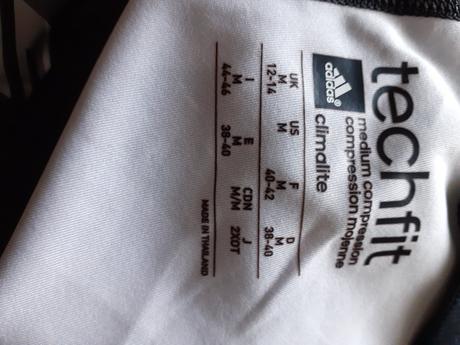 techfit
medium compression
compression moyenne
adidas
climalite
UK US F D
M M M M
12-14 40-42 38-40
I E CDN J
M M M/M 2XOT
44-46 38-40
MADE IN THAILAND